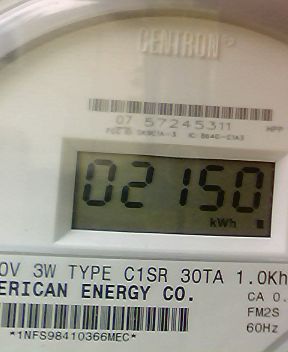 CENTRON®
07 57245311
HPP
02150
kWh
0V 3W TYPE C1SR 30TA 1.0Kh
ERICAN ENERGY CO.
CA 0.
FM2S
60Hz
*1NFS98410366MEC*